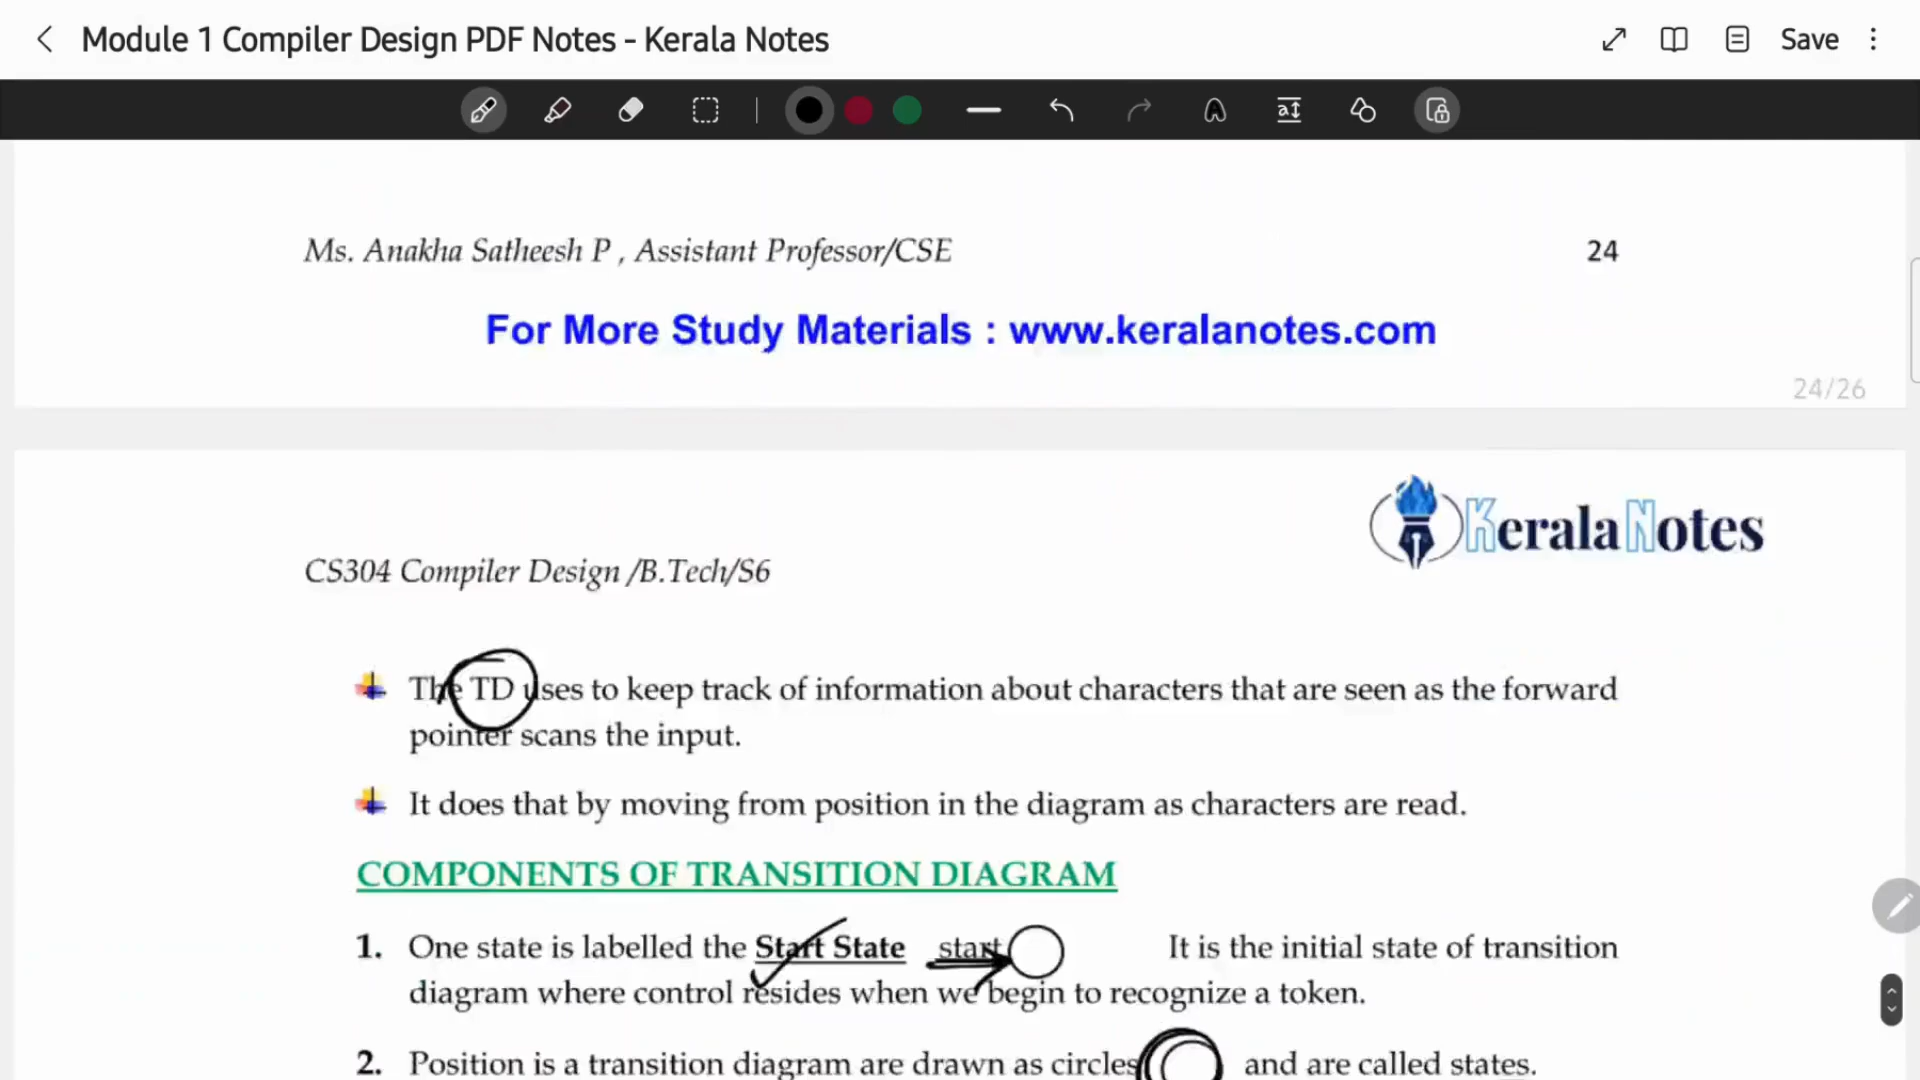 Module 1 Compiler Design PDF Notes - Kerala Notes
Save
Ms. Anakha Satheesh P , Assistant Professor/CSE
24
For More Study Materials : www.keralanotes.com
24/26
KeralaNotes
CS304 Compiler Design /B.Tech/S6
The TD uses to keep track of information about characters that are seen as the forward
pointer scans the input.
It does that by moving from position in the diagram as characters are read.
COMPONENTS OF TRANSITION DIAGRAM
1. One state is labelled the Start State start It is the initial state of transition
diagram where control resides when we begin to recognize a token.
2. Position is a transition diagram are drawn as circles and are called states.